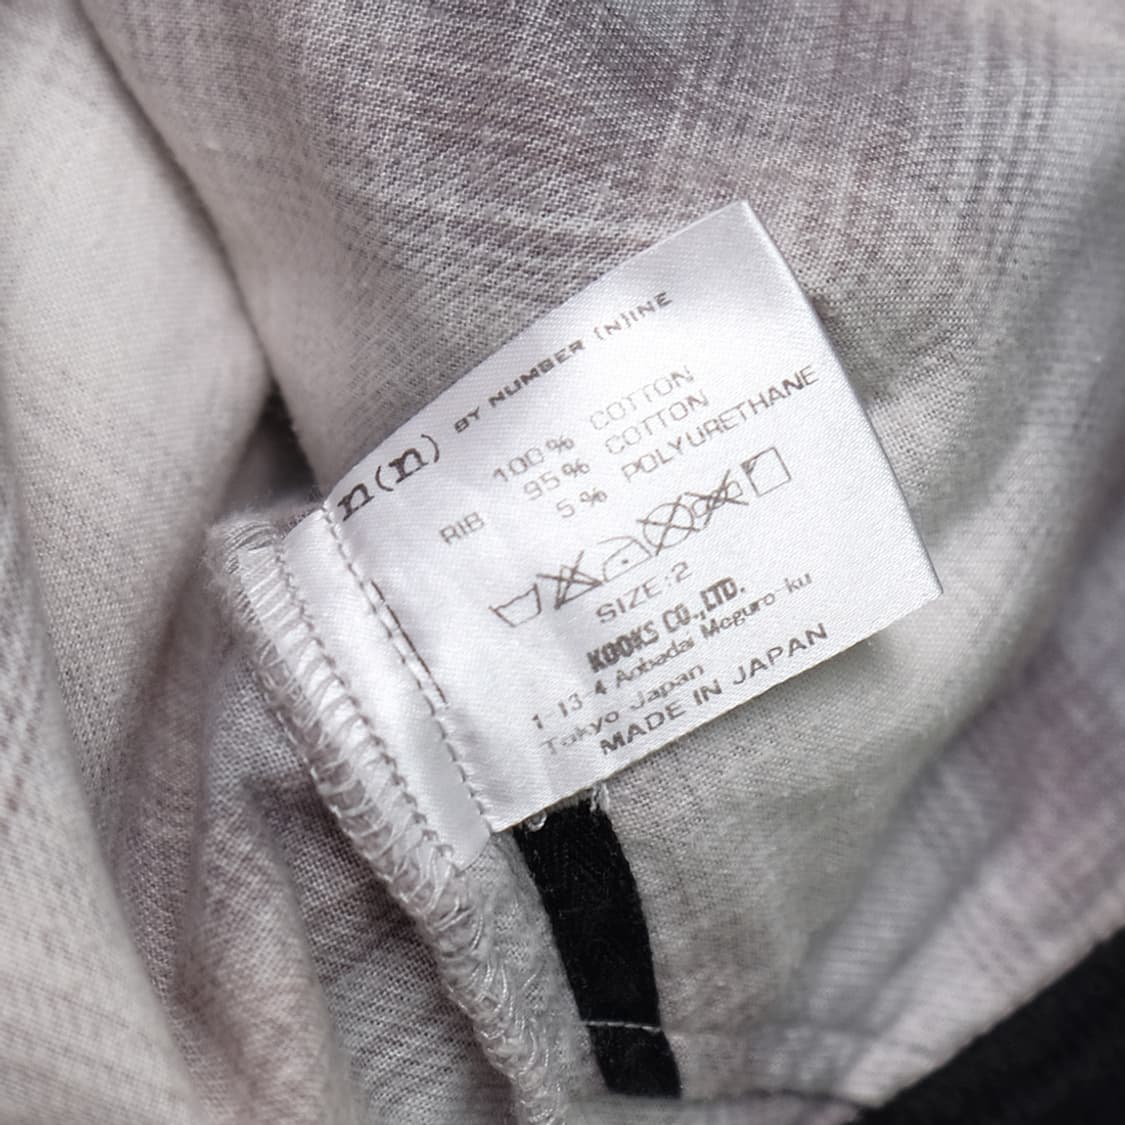 n(n) BY NUMBER (N)INE
100% COTTON
RIB 95% COTTON
5% POLYURETHANE
SIZE:2
KOOKS CO.,LTD.
1-13-4 Aobadai Meguro-ku
Tokyo Japan
MADE IN JAPAN